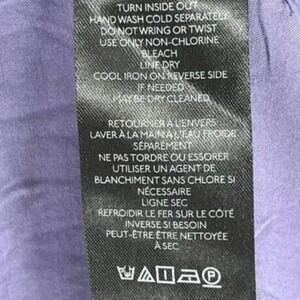 TURN INSIDE OUT
HAND WASH COLD SEPARATELY
DO NOT WRING OR TWIST
USE ONLY NON-CHLORINE
BLEACH
LINE DRY
COOL IRON ON REVERSE SIDE
IF NEEDED
MAY BE DRY CLEANED
RETOURNER À L'ENVERS
LAVER À LA MAIN À L'EAU FROIDE
SÉPARÉMENT
NE PAS TORDRE OU ESSORER
UTILISER UN AGENT DE
BLANCHIMENT SANS CHLORE SI
NÉCESSAIRE
LIGNE SEC
REFROIDIR LE FER SUR LE CÔTÉ
INVERSE SI BESOIN
PEUT-ÊTRE ÊTRE NETTOYÉE
À SEC
P